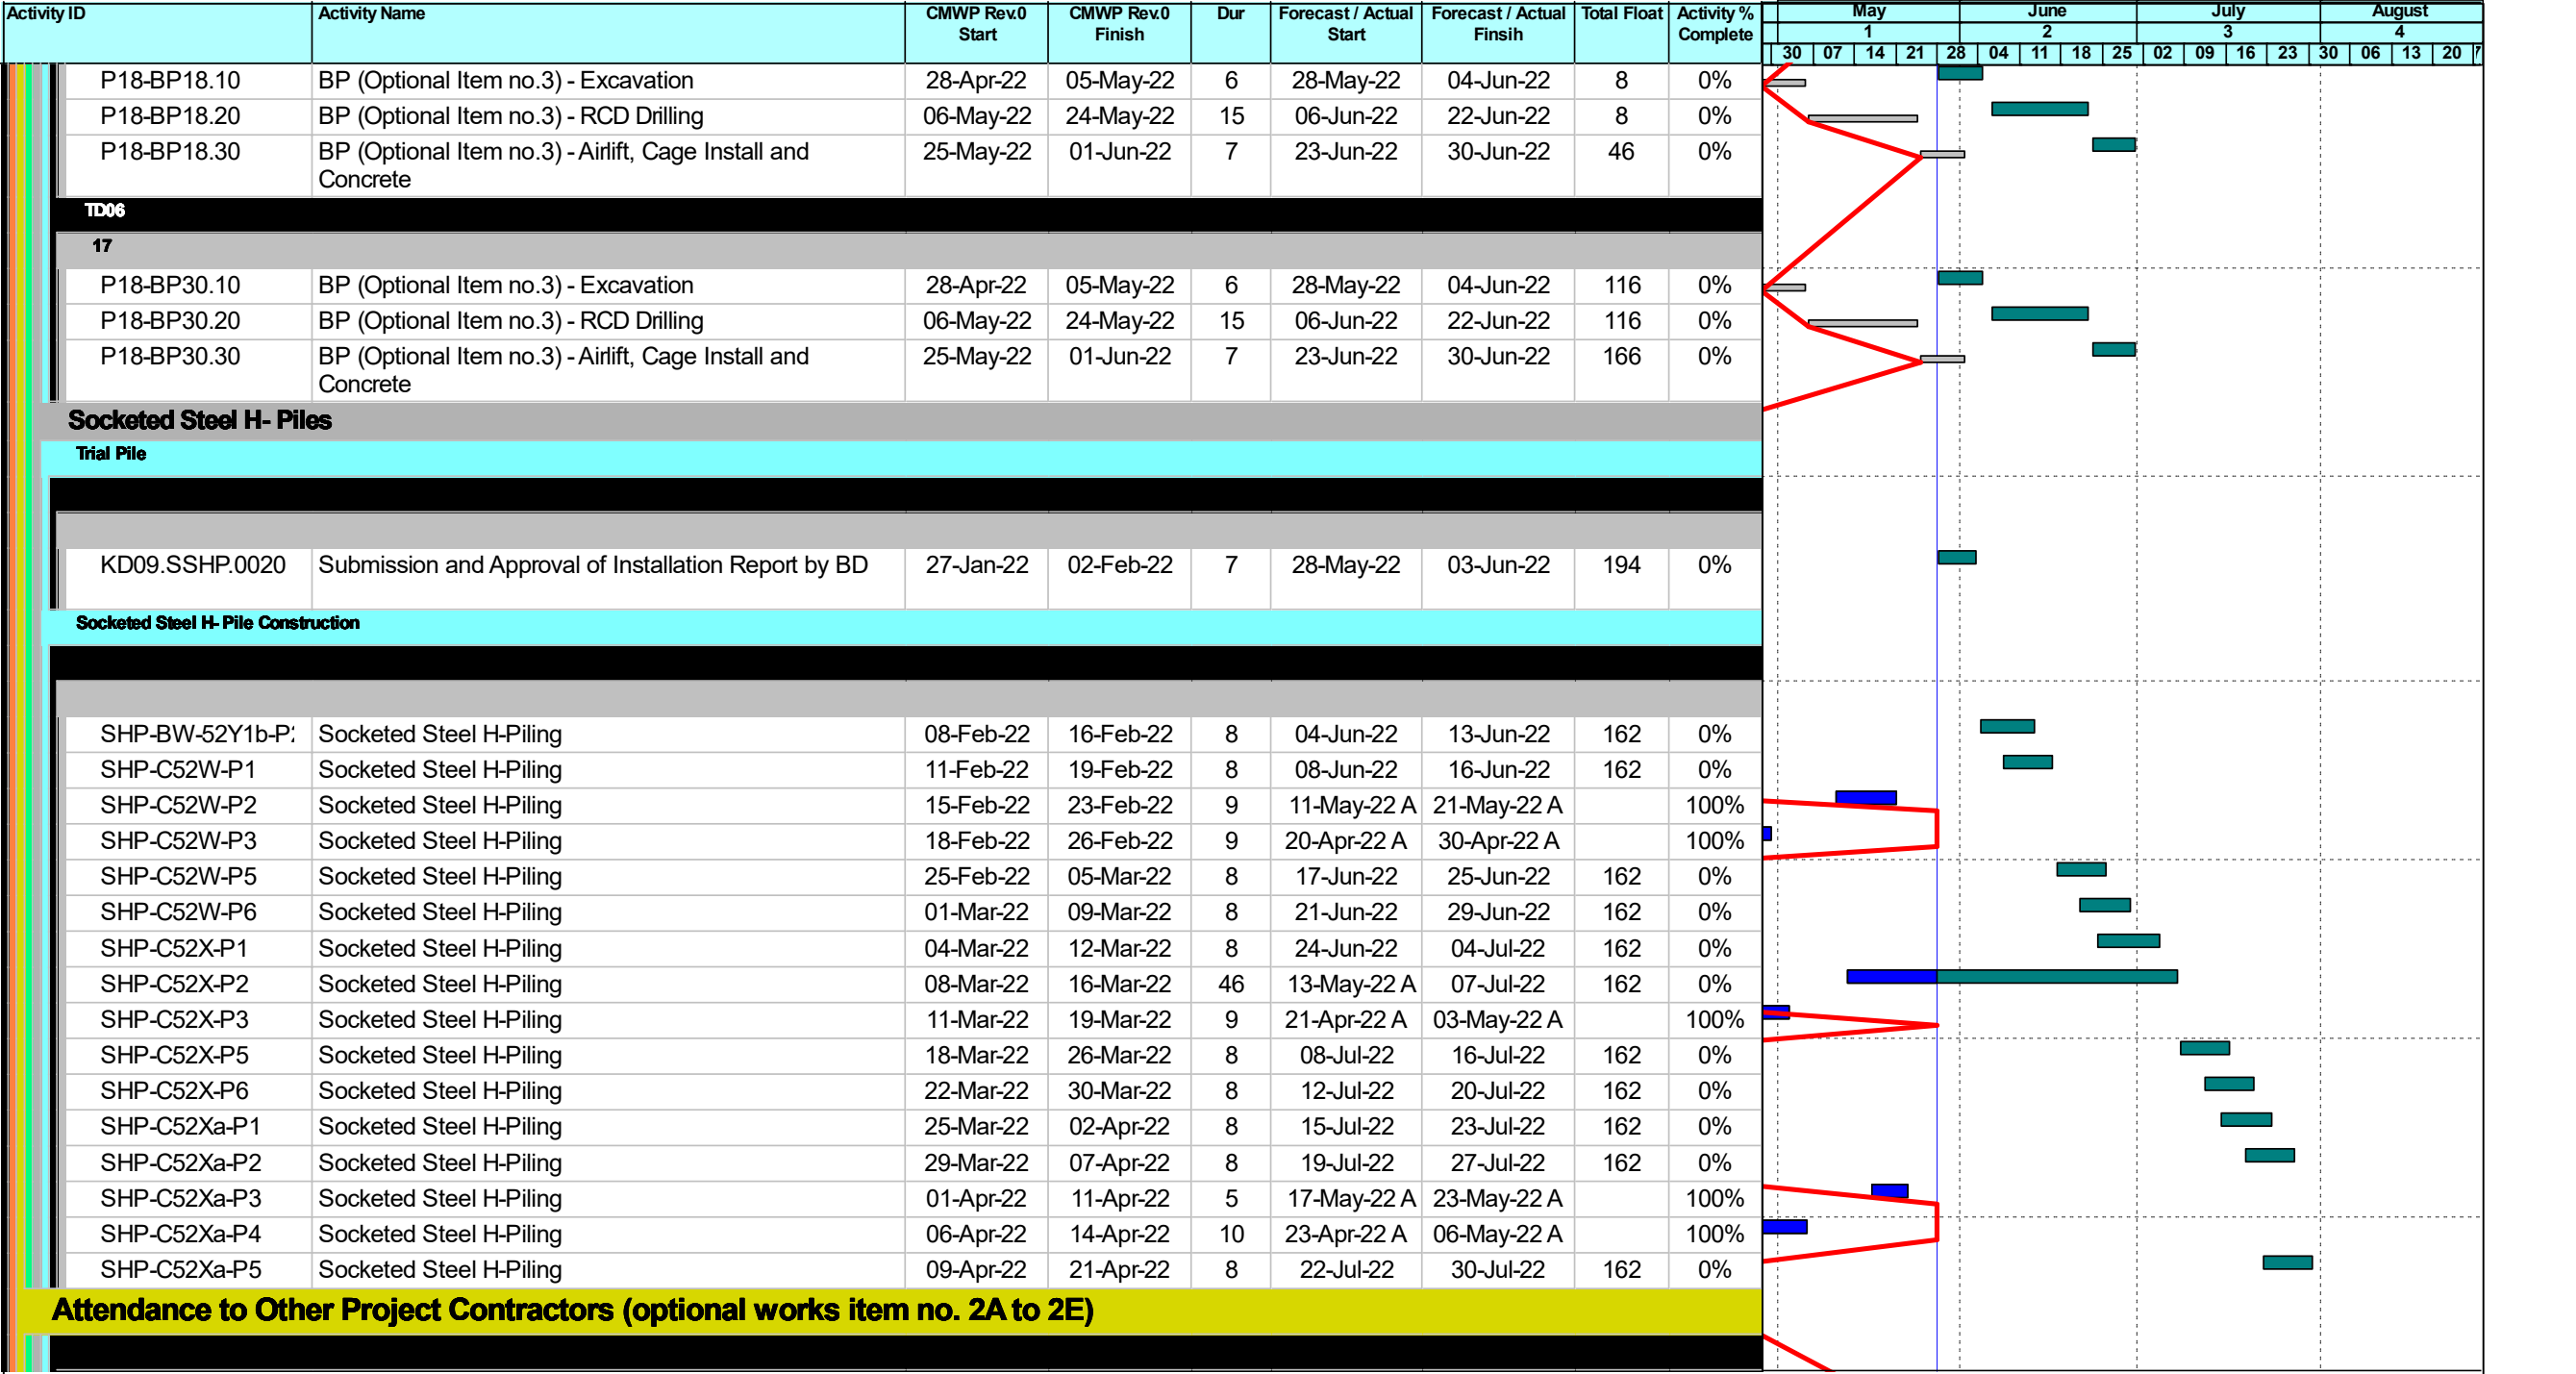 Activity ID Activity Name CMWP Rev.0 CMWP Rev.0 Dur Forecast / Actual Forecast / Actual Total Float Activity % May June July August
Start Finish Start Finsih Complete 1 2 3 4
30 07 14 21 28 04 11 18 25 02 09 16 23 30 06 13 20
P18-BP18.10 BP (Optional Item no.3) - Excavation 28-Apr-22 05-May-22 6 28-May-22 04-Jun-22 8 0%
P18-BP18.20 BP (Optional Item no.3) - RCD Drilling 06-May-22 24-May-22 15 06-Jun-22 22-Jun-22 8 0%
P18-BP18.30 BP (Optional Item no.3) - Airlift, Cage Install and 25-May-22 01-Jun-22 7 23-Jun-22 30-Jun-22 46 0%
Concrete
TD06
17
P18-BP30.10 BP (Optional Item no.3) - Excavation 28-Apr-22 05-May-22 6 28-May-22 04-Jun-22 116 0%
P18-BP30.20 BP (Optional Item no.3) - RCD Drilling 06-May-22 24-May-22 15 06-Jun-22 22-Jun-22 116 0%
P18-BP30.30 BP (Optional Item no.3) - Airlift, Cage Install and 25-May-22 01-Jun-22 7 23-Jun-22 30-Jun-22 166 0%
Concrete
Socketed Steel H- Piles
Trial Pile
KD09.SSHP.0020 Submission and Approval of Installation Report by BD 27-Jan-22 02-Feb-22 7 28-May-22 03-Jun-22 194 0%
Socketed Steel H- Pile Construction
SHP-BW-52Y1b-P Socketed Steel H-Piling 08-Feb-22 16-Feb-22 8 04-Jun-22 13-Jun-22 162 0%
SHP-C52W-P1 Socketed Steel H-Piling 11-Feb-22 19-Feb-22 8 08-Jun-22 16-Jun-22 162 0%
SHP-C52W-P2 Socketed Steel H-Piling 15-Feb-22 23-Feb-22 9 11-May-22 A 21-May-22 A 100%
SHP-C52W-P3 Socketed Steel H-Piling 18-Feb-22 26-Feb-22 9 20-Apr-22 A 30-Apr-22 A 100%
SHP-C52W-P5 Socketed Steel H-Piling 25-Feb-22 05-Mar-22 8 17-Jun-22 25-Jun-22 162 0%
SHP-C52W-P6 Socketed Steel H-Piling 01-Mar-22 09-Mar-22 8 21-Jun-22 29-Jun-22 162 0%
SHP-C52X-P1 Socketed Steel H-Piling 04-Mar-22 12-Mar-22 8 24-Jun-22 04-Jul-22 162 0%
SHP-C52X-P2 Socketed Steel H-Piling 08-Mar-22 16-Mar-22 46 13-May-22 A 07-Jul-22 162 0%
SHP-C52X-P3 Socketed Steel H-Piling 11-Mar-22 19-Mar-22 9 21-Apr-22 A 03-May-22 A 100%
SHP-C52X-P5 Socketed Steel H-Piling 18-Mar-22 26-Mar-22 8 08-Jul-22 16-Jul-22 162 0%
SHP-C52X-P6 Socketed Steel H-Piling 22-Mar-22 30-Mar-22 8 12-Jul-22 20-Jul-22 162 0%
SHP-C52Xa-P1 Socketed Steel H-Piling 25-Mar-22 02-Apr-22 8 15-Jul-22 23-Jul-22 162 0%
SHP-C52Xa-P2 Socketed Steel H-Piling 29-Mar-22 07-Apr-22 8 19-Jul-22 27-Jul-22 162 0%
SHP-C52Xa-P3 Socketed Steel H-Piling 01-Apr-22 11-Apr-22 5 17-May-22 A 23-May-22 A 100%
SHP-C52Xa-P4 Socketed Steel H-Piling 06-Apr-22 14-Apr-22 10 23-Apr-22 A 06-May-22 A 100%
SHP-C52Xa-P5 Socketed Steel H-Piling 09-Apr-22 21-Apr-22 8 22-Jul-22 30-Jul-22 162 0%
Attendance to Other Project Contractors (optional works item no. 2A to 2E)